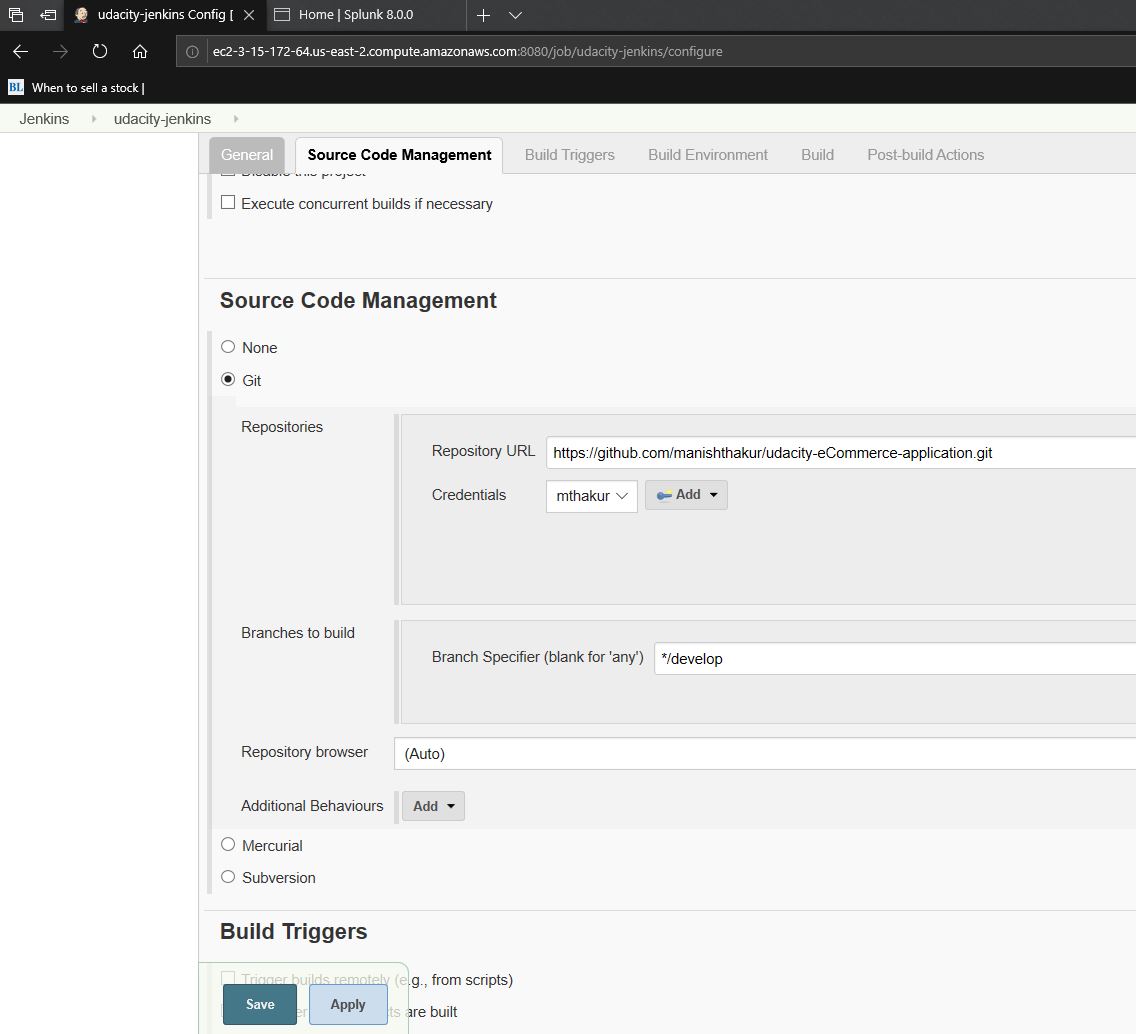 udacity-jenkins Config [
Home | Splunk 8.0.0
ec2-3-15-172-64.us-east-2.compute.amazonaws.com:8080/job/udacity-jenkins/configure
BL When to sell a stock |
Jenkins udacity-jenkins
General Source Code Management Build Triggers Build Environment Build Post-build Actions
Disable this project
Execute concurrent builds if necessary
Source Code Management
None
Git
Repositories
Repository URL https://github.com/manishthakur/udacity-eCommerce-application.git
Credentials mthakur Add
Branches to build
Branch Specifier (blank for 'any') */develop
Repository browser (Auto)
Additional Behaviours Add
Mercurial
Subversion
Build Triggers
Trigger builds remotely (e.g., from scripts)
are built
Save Apply